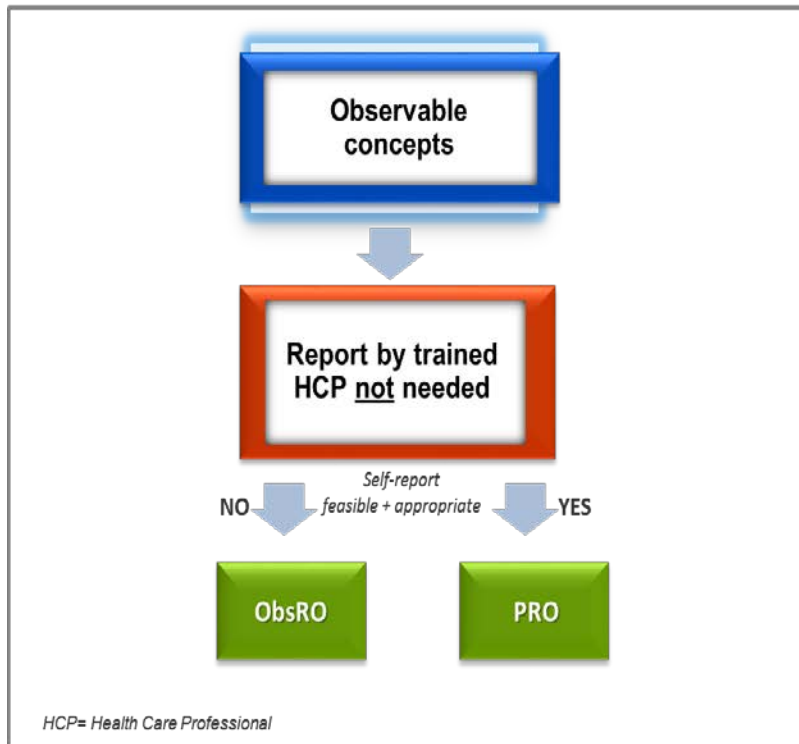 Observable
concepts
Report by trained
HCP not needed
Self-report
NO feasible + appropriate YES
ObsRO PRO
HCP= Health Care Professional